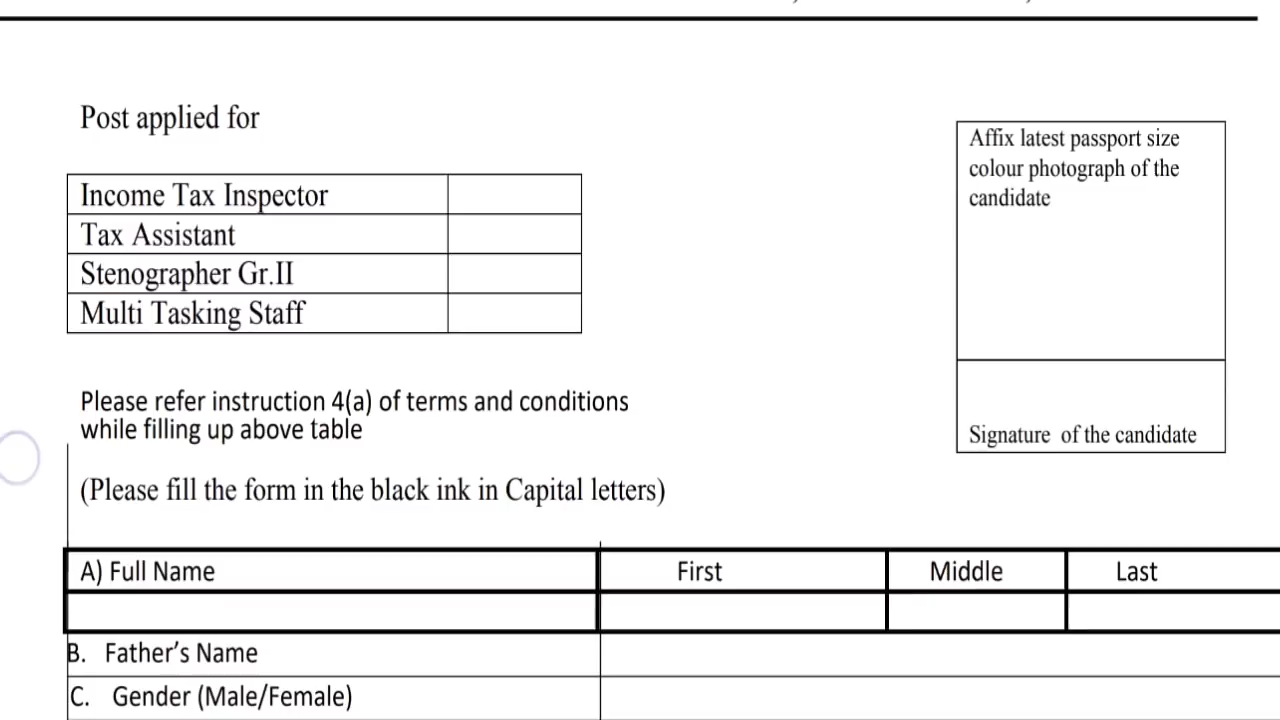 Post applied for
Affix latest passport size
colour photograph of the
candidate
Income Tax Inspector
Tax Assistant
Stenographer Gr.II
Multi Tasking Staff
Please refer instruction 4(a) of terms and conditions
while filling up above table
Signature of the candidate
(Please fill the form in the black ink in Capital letters)
A) Full Name First Middle Last
B. Father’s Name
C. Gender (Male/Female)